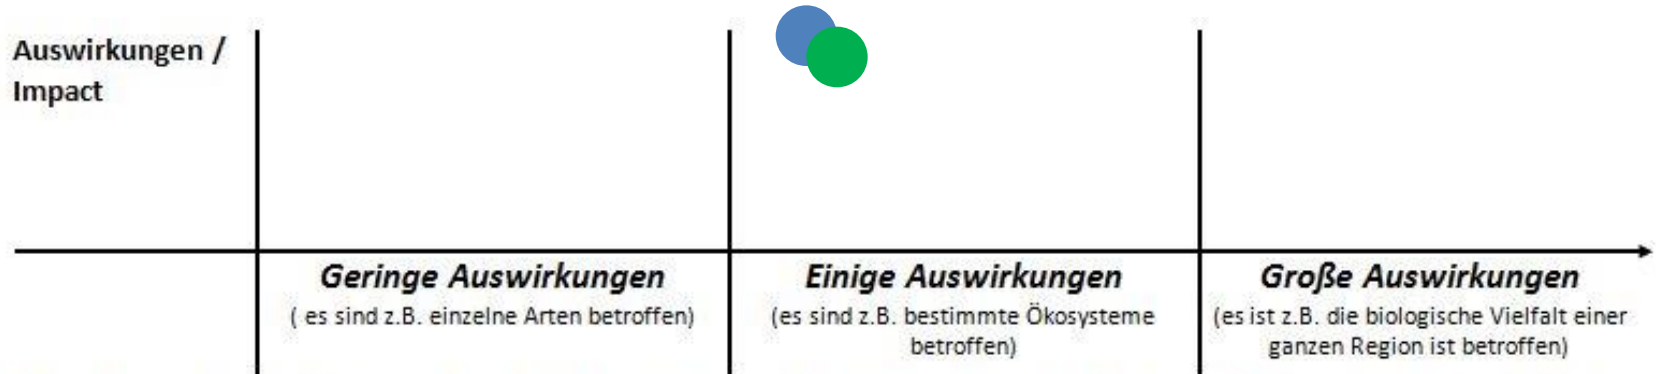 Auswirkungen /
Impact
Geringe Auswirkungen
( es sind z.B. einzelne Arten betroffen)
Einige Auswirkungen
(es sind z.B. bestimmte Ökosysteme
betroffen)
Große Auswirkungen
(es ist z.B. die biologische Vielfalt einer
ganzen Region ist betroffen)